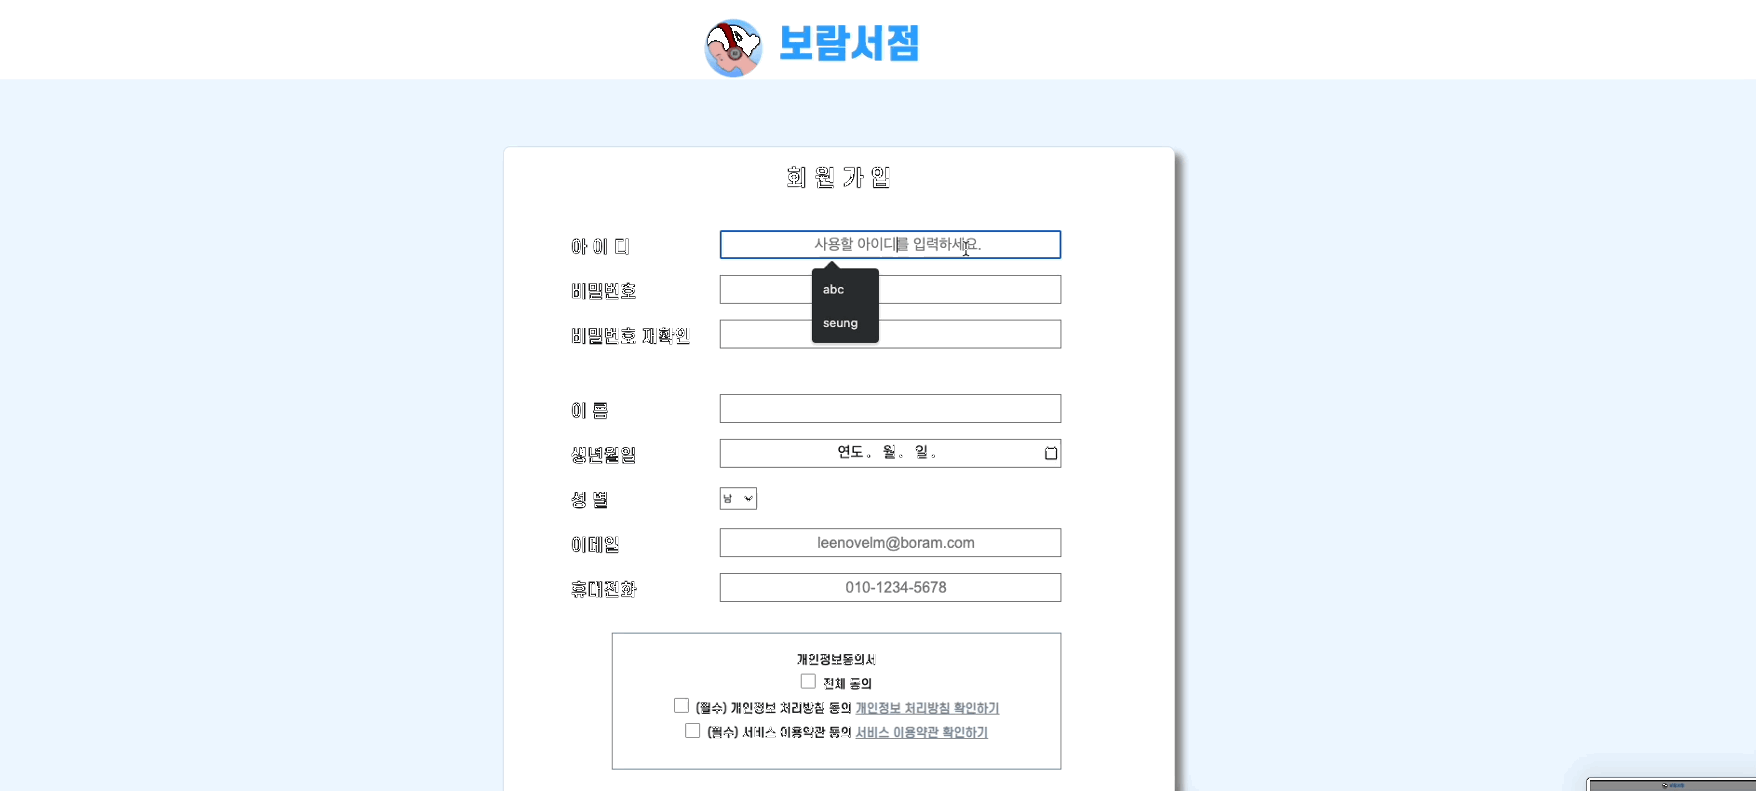 보람서점
회 원 가 입
아 이 디
사용할 아이디를 입력하세요.
abc
seung
비밀번호
비밀번호 재확인
이 름
생년월일
연도. 월. 일.
성 별
남
이메일
leenovelm@boram.com
휴대전화
010-1234-5678
개인정보동의서
전체 동의
(필수) 개인정보 처리방침 동의 개인정보 처리방침 확인하기
(필수) 서비스 이용약관 동의 서비스 이용약관 확인하기